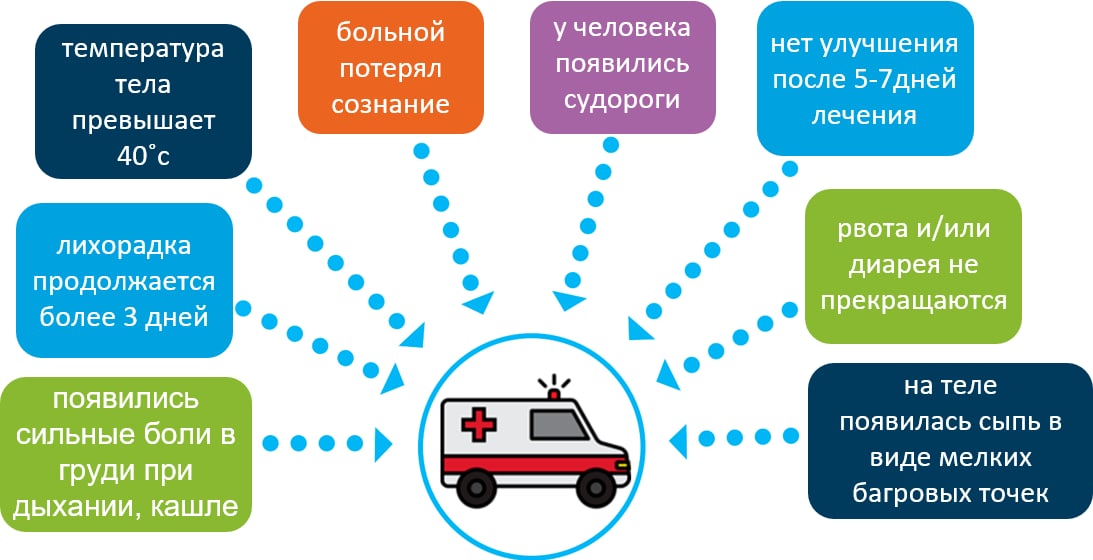 температура
тела
превышает
40˚с
больной
потерял
сознание
у человека
появились
судороги
нет улучшения
после 5-7дней
лечения
лихорадка
продолжается
более 3 дней
рвота и/или
диарея не
прекращаются
появились
сильные боли в
груди при
дыхании, кашле
на теле
появилась сыпь в
виде мелких
багровых точек